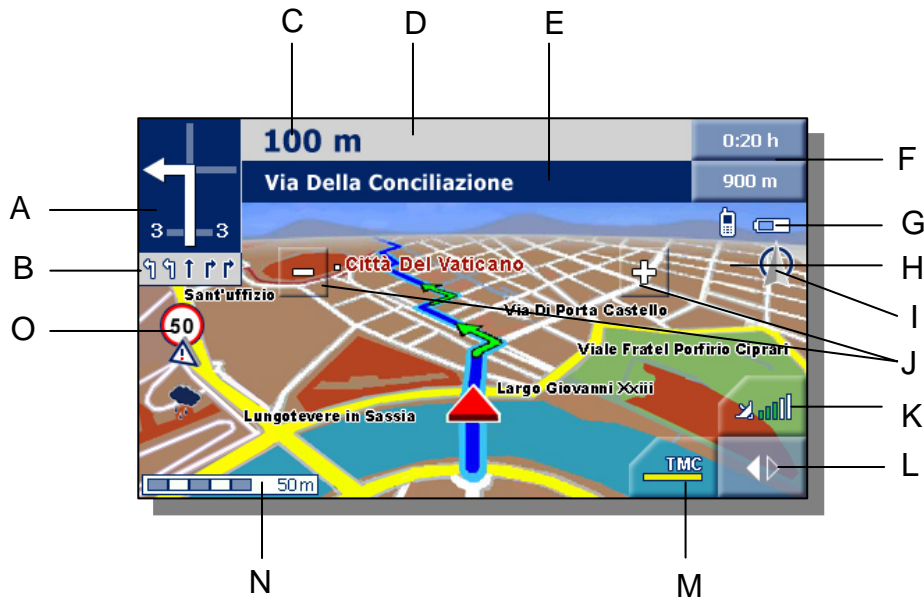 C D E
100 m
0:20 h
F
Via Della Conciliazione
900 m
A
3 3
G
B
Città Del Vaticano
H
Sant'uffizio
I
Via Di Porta Castello
O
50
Viale Fratel Porfirio Ciprari
J
Largo Giovanni Xxiii
Lungotevere in Sassia
K
TMC
L
50 m
N
M